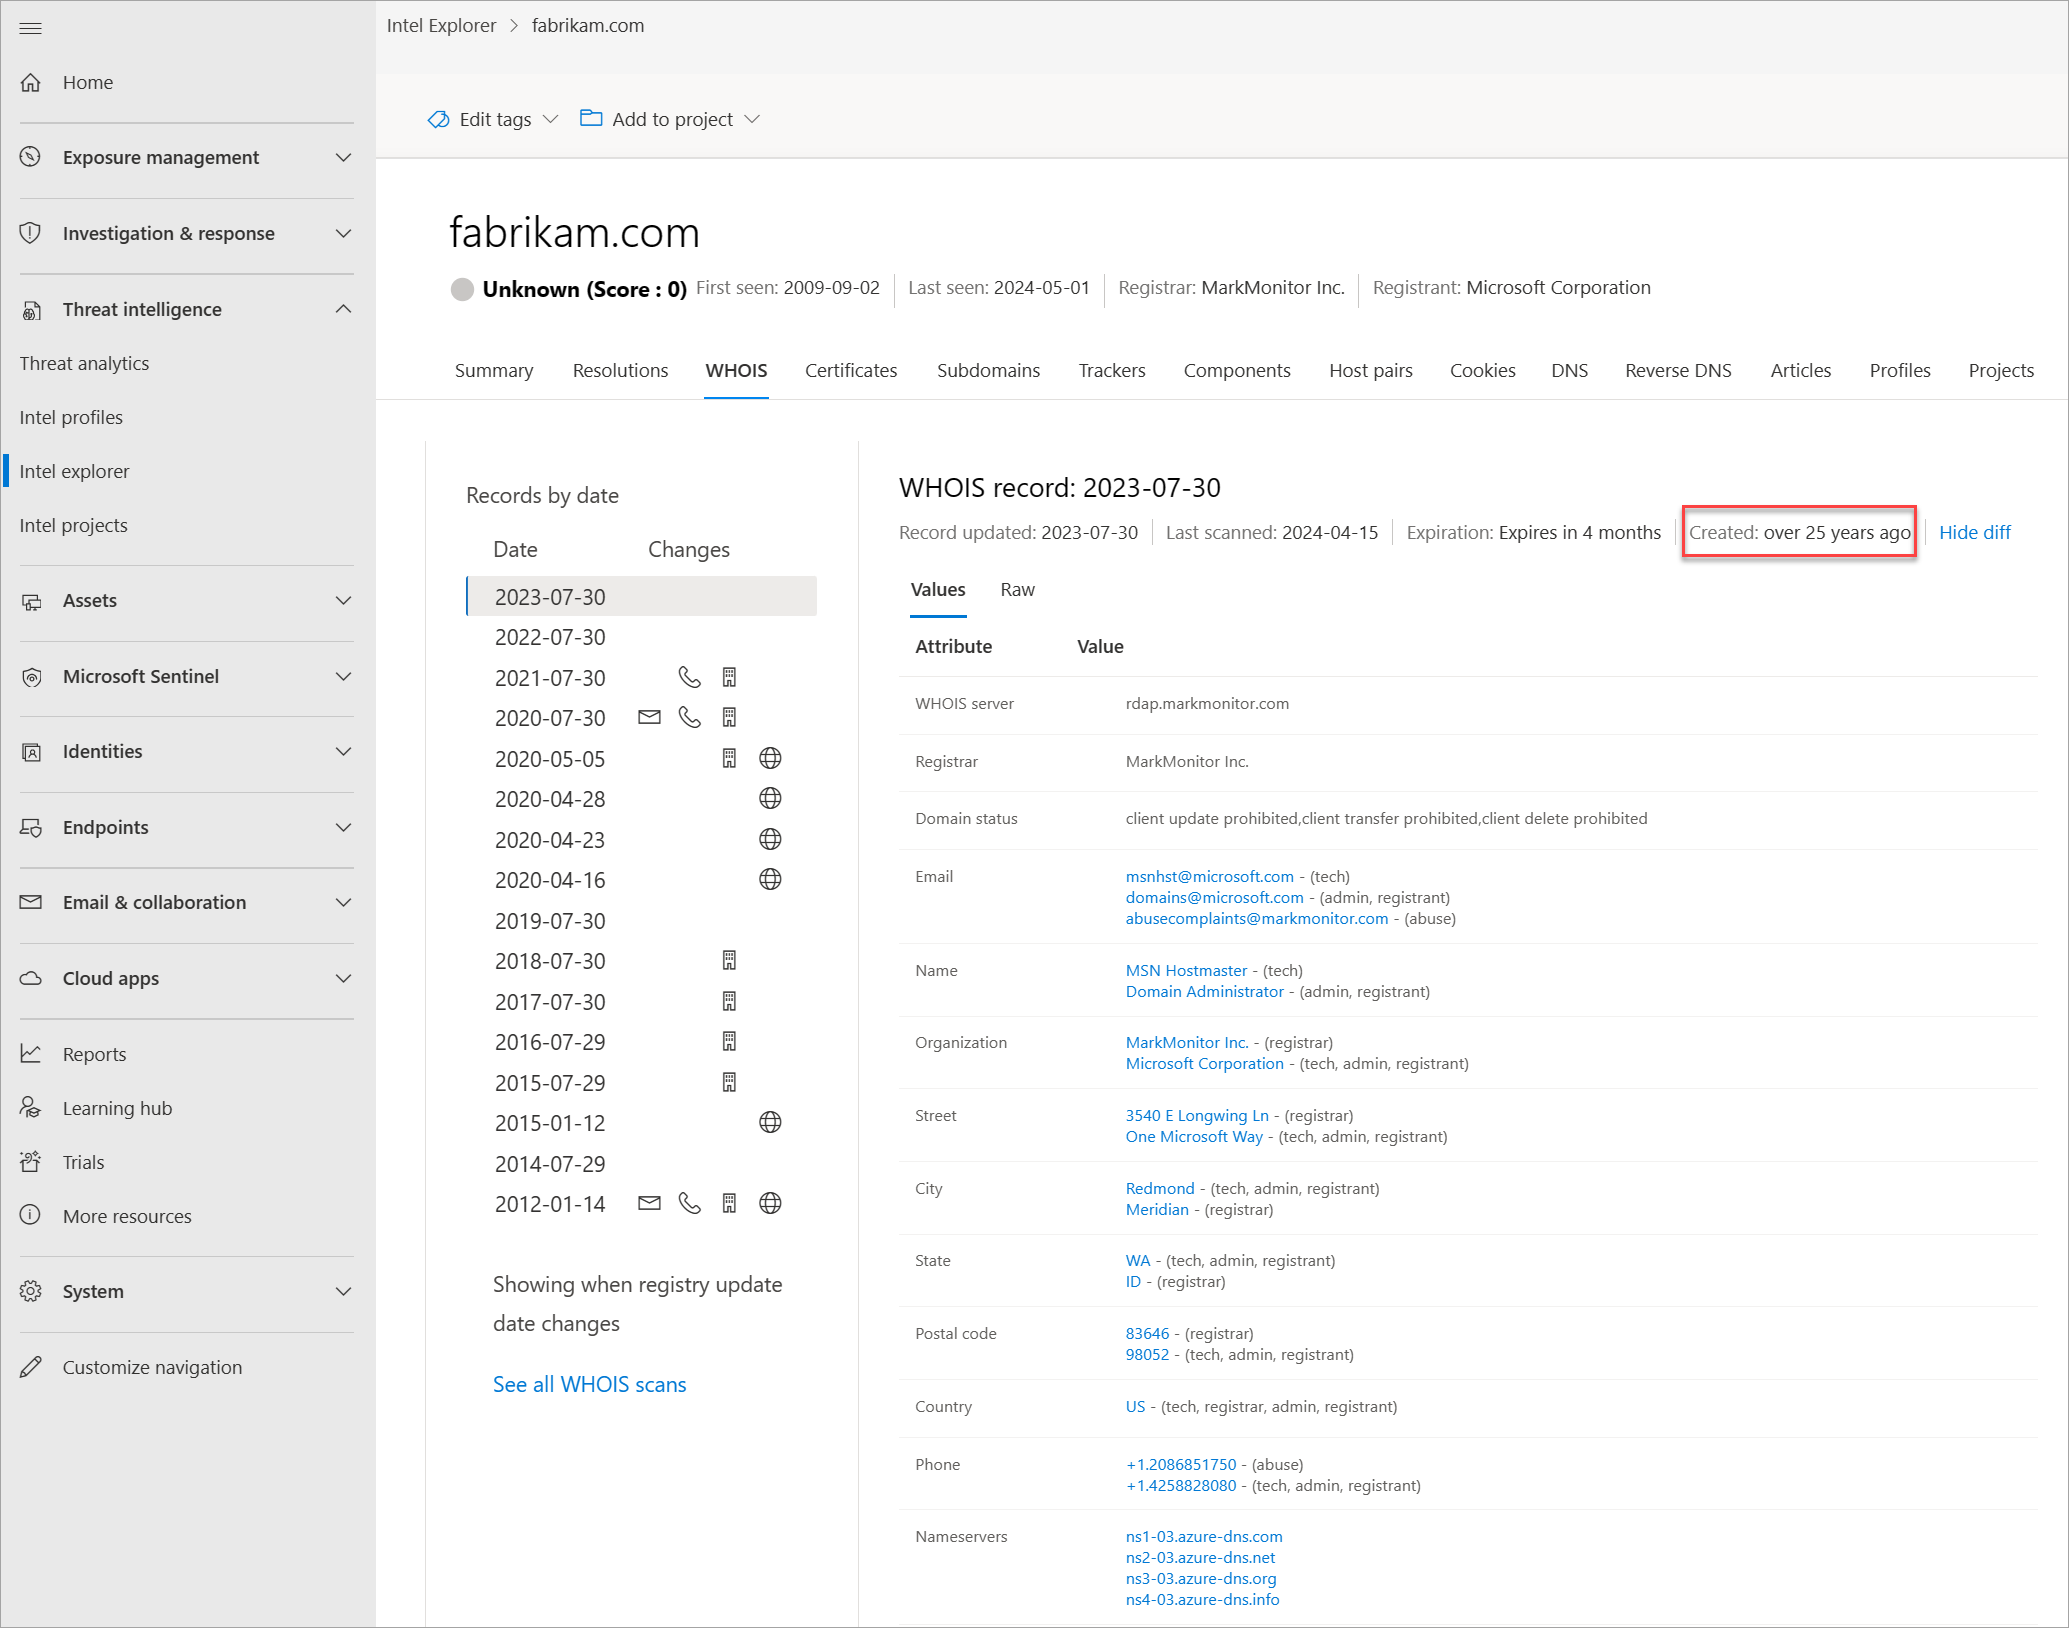 Intel Explorer > fabrikam.com
Home
Exposure management
Investigation & response
Threat intelligence
Threat analytics
Intel profiles
Intel explorer
Intel projects
Assets
Microsoft Sentinel
Identities
Endpoints
Email & collaboration
Cloud apps
Reports
Learning hub
Trials
More resources
System
Customize navigation
Edit tags
Add to project
fabrikam.com
Unknown (Score : 0) First seen: 2009-09-02 Last seen: 2024-05-01 Registrar: MarkMonitor Inc. Registrant: Microsoft Corporation
Summary Resolutions WHOIS Certificates Subdomains Trackers Components Host pairs Cookies DNS Reverse DNS Articles Profiles Projects
Records by date
Date Changes
2023-07-30
2022-07-30
2021-07-30
2020-07-30
2020-05-05
2020-04-28
2020-04-23
2020-04-16
2019-07-30
2018-07-30
2017-07-30
2016-07-29
2015-07-29
2015-01-12
2014-07-29
2012-01-14
Showing when registry update
date changes
See all WHOIS scans
WHOIS record: 2023-07-30
Record updated: 2023-07-30 Last scanned: 2024-04-15 Expiration: Expires in 4 months Created: over 25 years ago Hide diff
Values Raw
Attribute Value
WHOIS server rdap.markmonitor.com
Registrar MarkMonitor Inc.
Domain status client update prohibited,client transfer prohibited,client delete prohibited
Email msnhst@microsoft.com - (tech)
domains@microsoft.com - (admin, registrant)
abusecomplaints@markmonitor.com - (abuse)
Name MSN Hostmaster - (tech)
Domain Administrator - (admin, registrant)
Organization MarkMonitor Inc. - (registrar)
Microsoft Corporation - (tech, admin, registrant)
Street 3540 E Longwing Ln - (registrar)
One Microsoft Way - (tech, admin, registrant)
City Redmond - (tech, admin, registrant)
Meridian - (registrar)
State WA - (tech, admin, registrant)
ID - (registrar)
Postal code 83646 - (registrar)
98052 - (tech, admin, registrant)
Country US - (tech, registrar, admin, registrant)
Phone +1.2086851750 - (abuse)
+1.4258828080 - (tech, admin, registrant)
Nameservers ns1-03.azure-dns.com
ns2-03.azure-dns.net
ns3-03.azure-dns.org
ns4-03.azure-dns.info